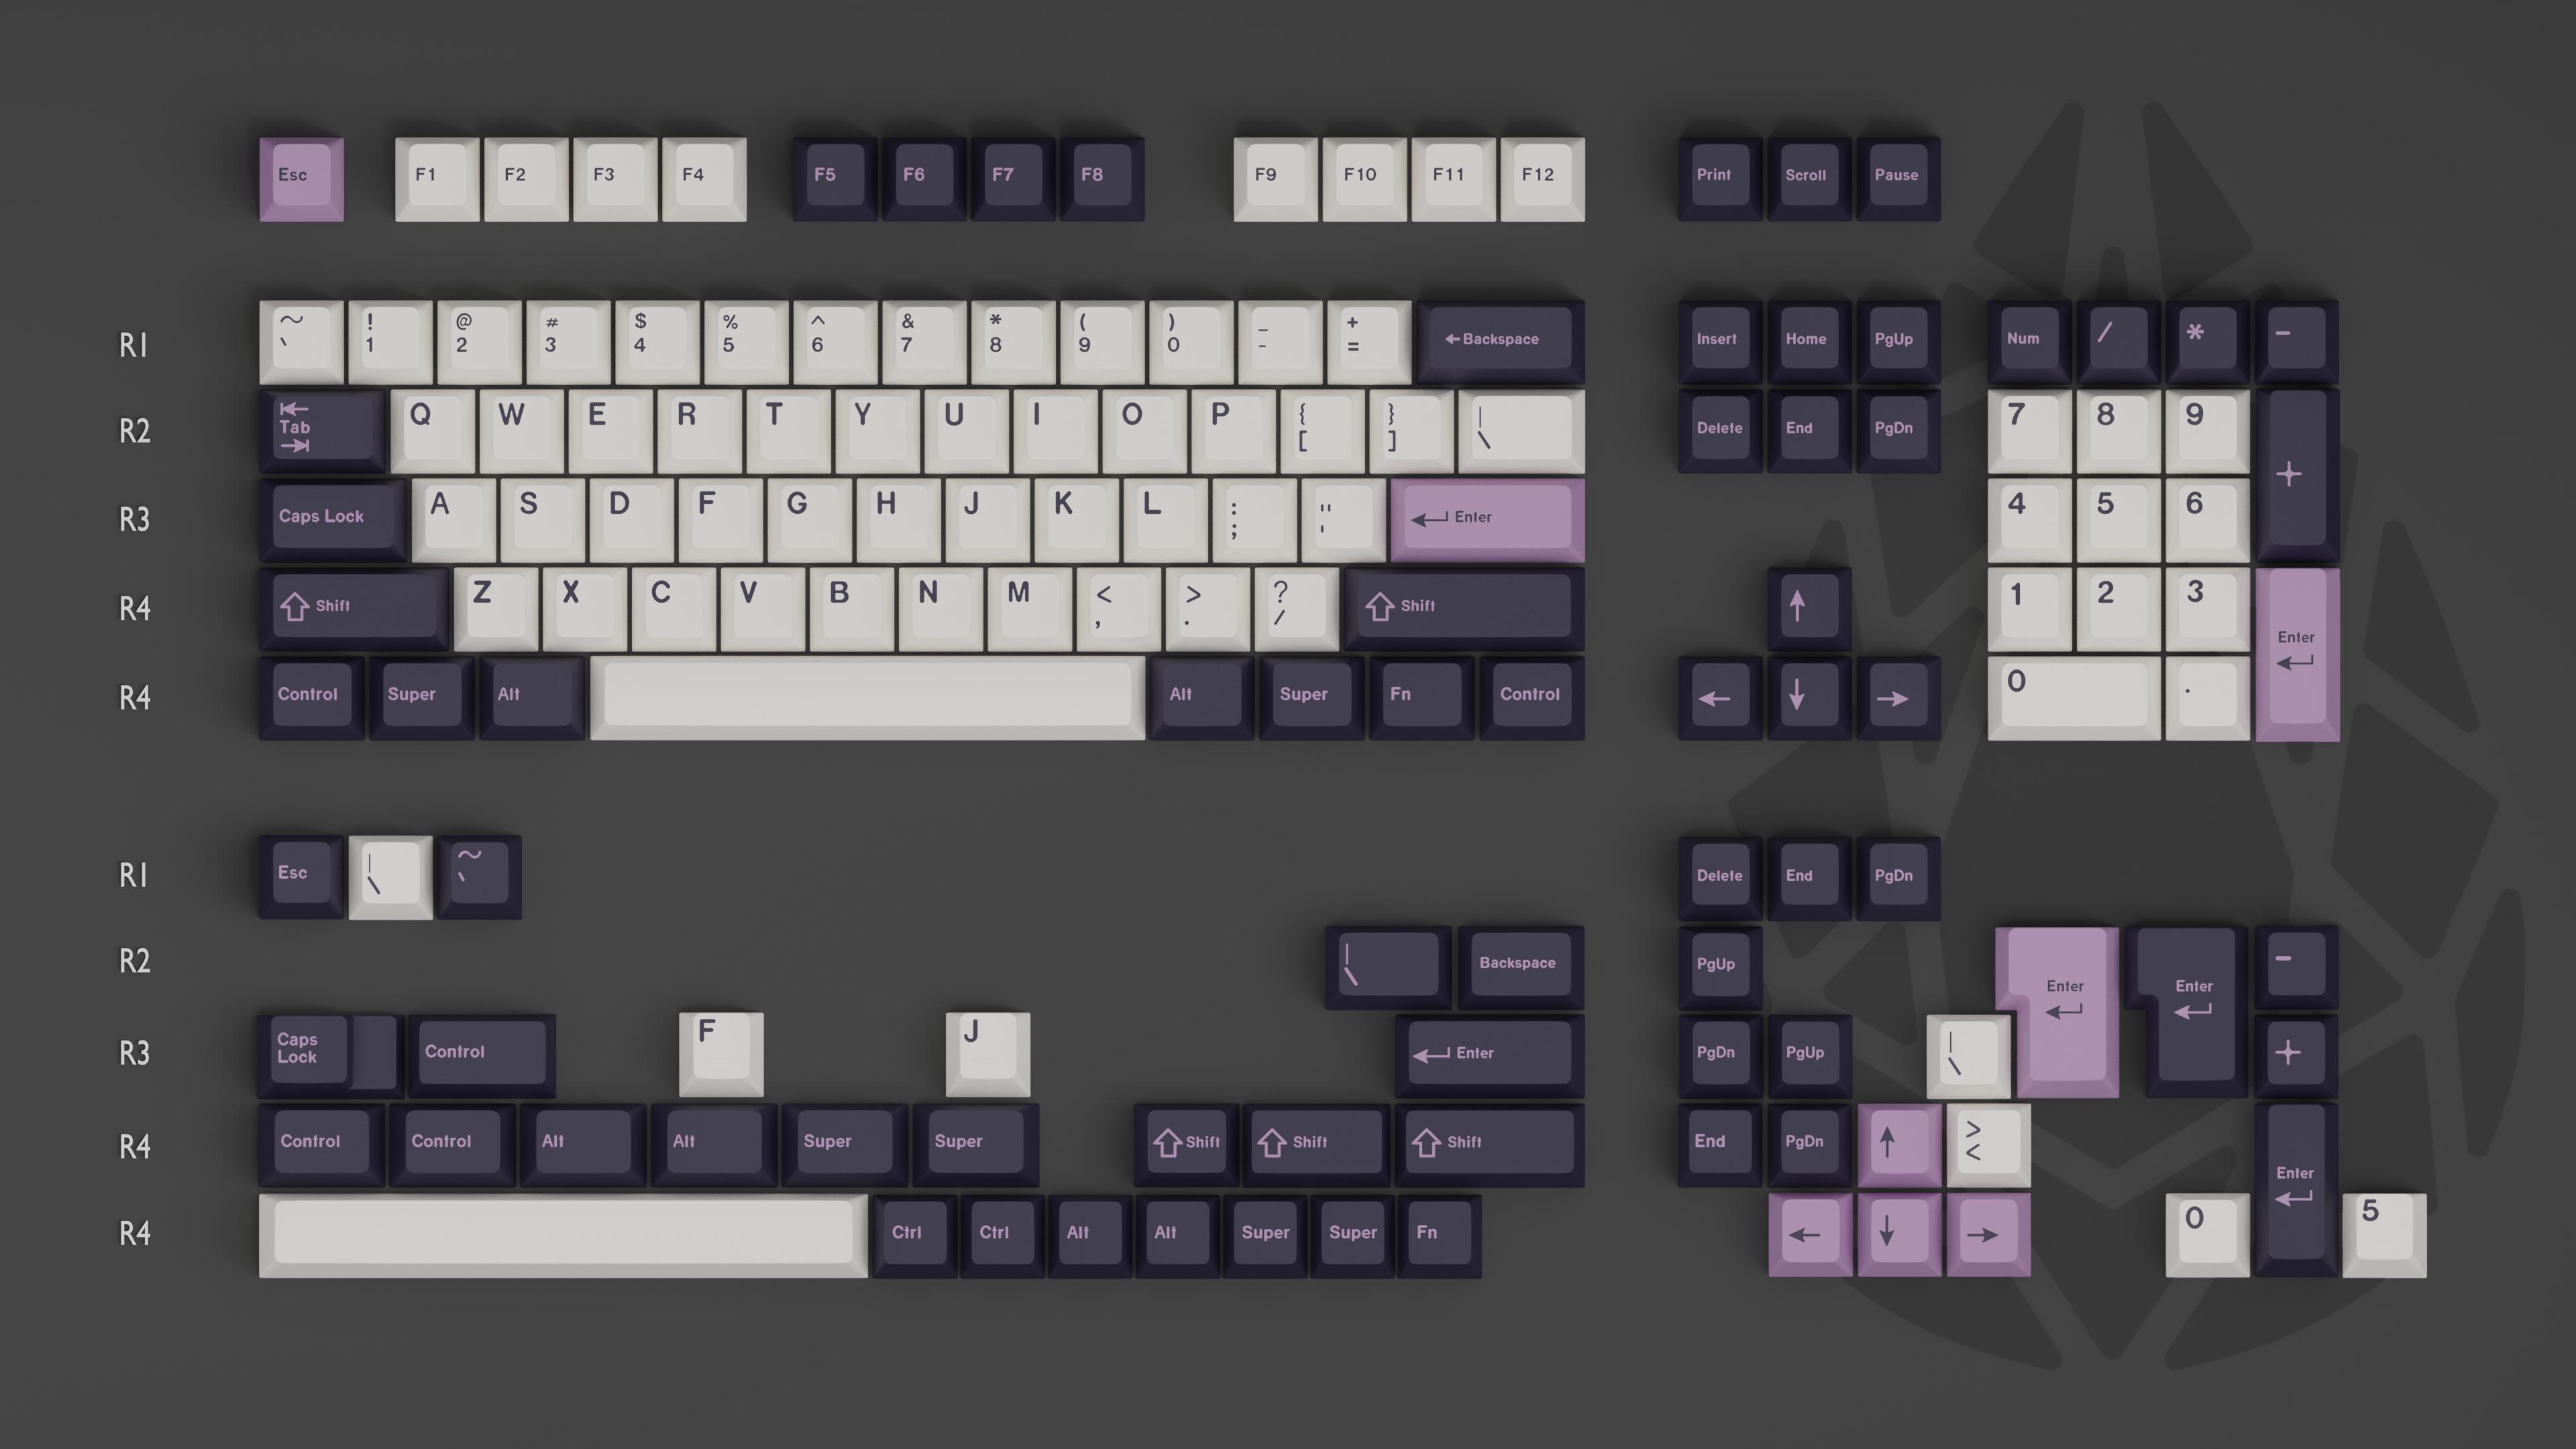 Esc F1 F2 F3 F4 F5 F6 F7 F8 F9 F10 F11 F12 Print Scroll Pause
R1 ~ ` ! 1 @ 2 # 3 $ 4 % 5 ^ 6 & 7 * 8 ( 9 ) 0 _ - + = ← Backspace Insert Home PgUp Num / * -
R2 ⇤ Tab ⇥ Q W E R T Y U I O P { [ } ] | \ Delete End PgDn 7 8 9 +
R3 Caps Lock A S D F G H J K L : ; " ' ↵ Enter 4 5 6
R4 ⇧ Shift Z X C V B N M < , > . ? / ⇧ Shift ↑ 1 2 3 Enter ↵
R4 Control Super Alt Alt Super Fn Control ← ↓ → 0 .
R1 Esc | \ ~ ` Delete End PgDn
R2 | \ Backspace PgUp Enter ↵ Enter ↵ -
R3 Caps Lock Control F J ↵ Enter PgDn PgUp | \ +
R4 Control Control Alt Alt Super Super ⇧ Shift ⇧ Shift ⇧ Shift End PgDn ↑ > < Enter ↵
R4 Ctrl Ctrl Alt Alt Super Super Fn ← ↓ → 0 5